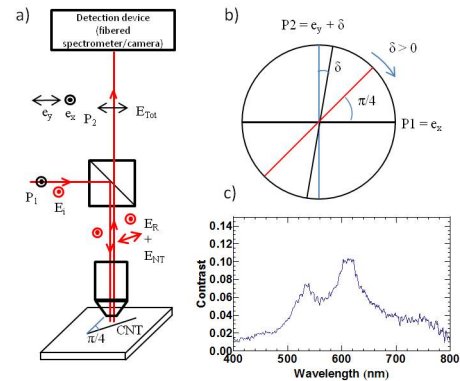 a)
Detection device
(fibered
spectrometer/camera)
e_y e_x
P_2
E_Tot
P_1
E_i
E_R
+
E_NT
CNT
π/4
b)
P2 = e_y + δ
δ > 0
δ
π/4
P1 = e_x
c)
Contrast
0.14
0.12
0.10
0.08
0.06
0.04
0.02
0.00
400 500 600 700 800
Wavelength (nm)